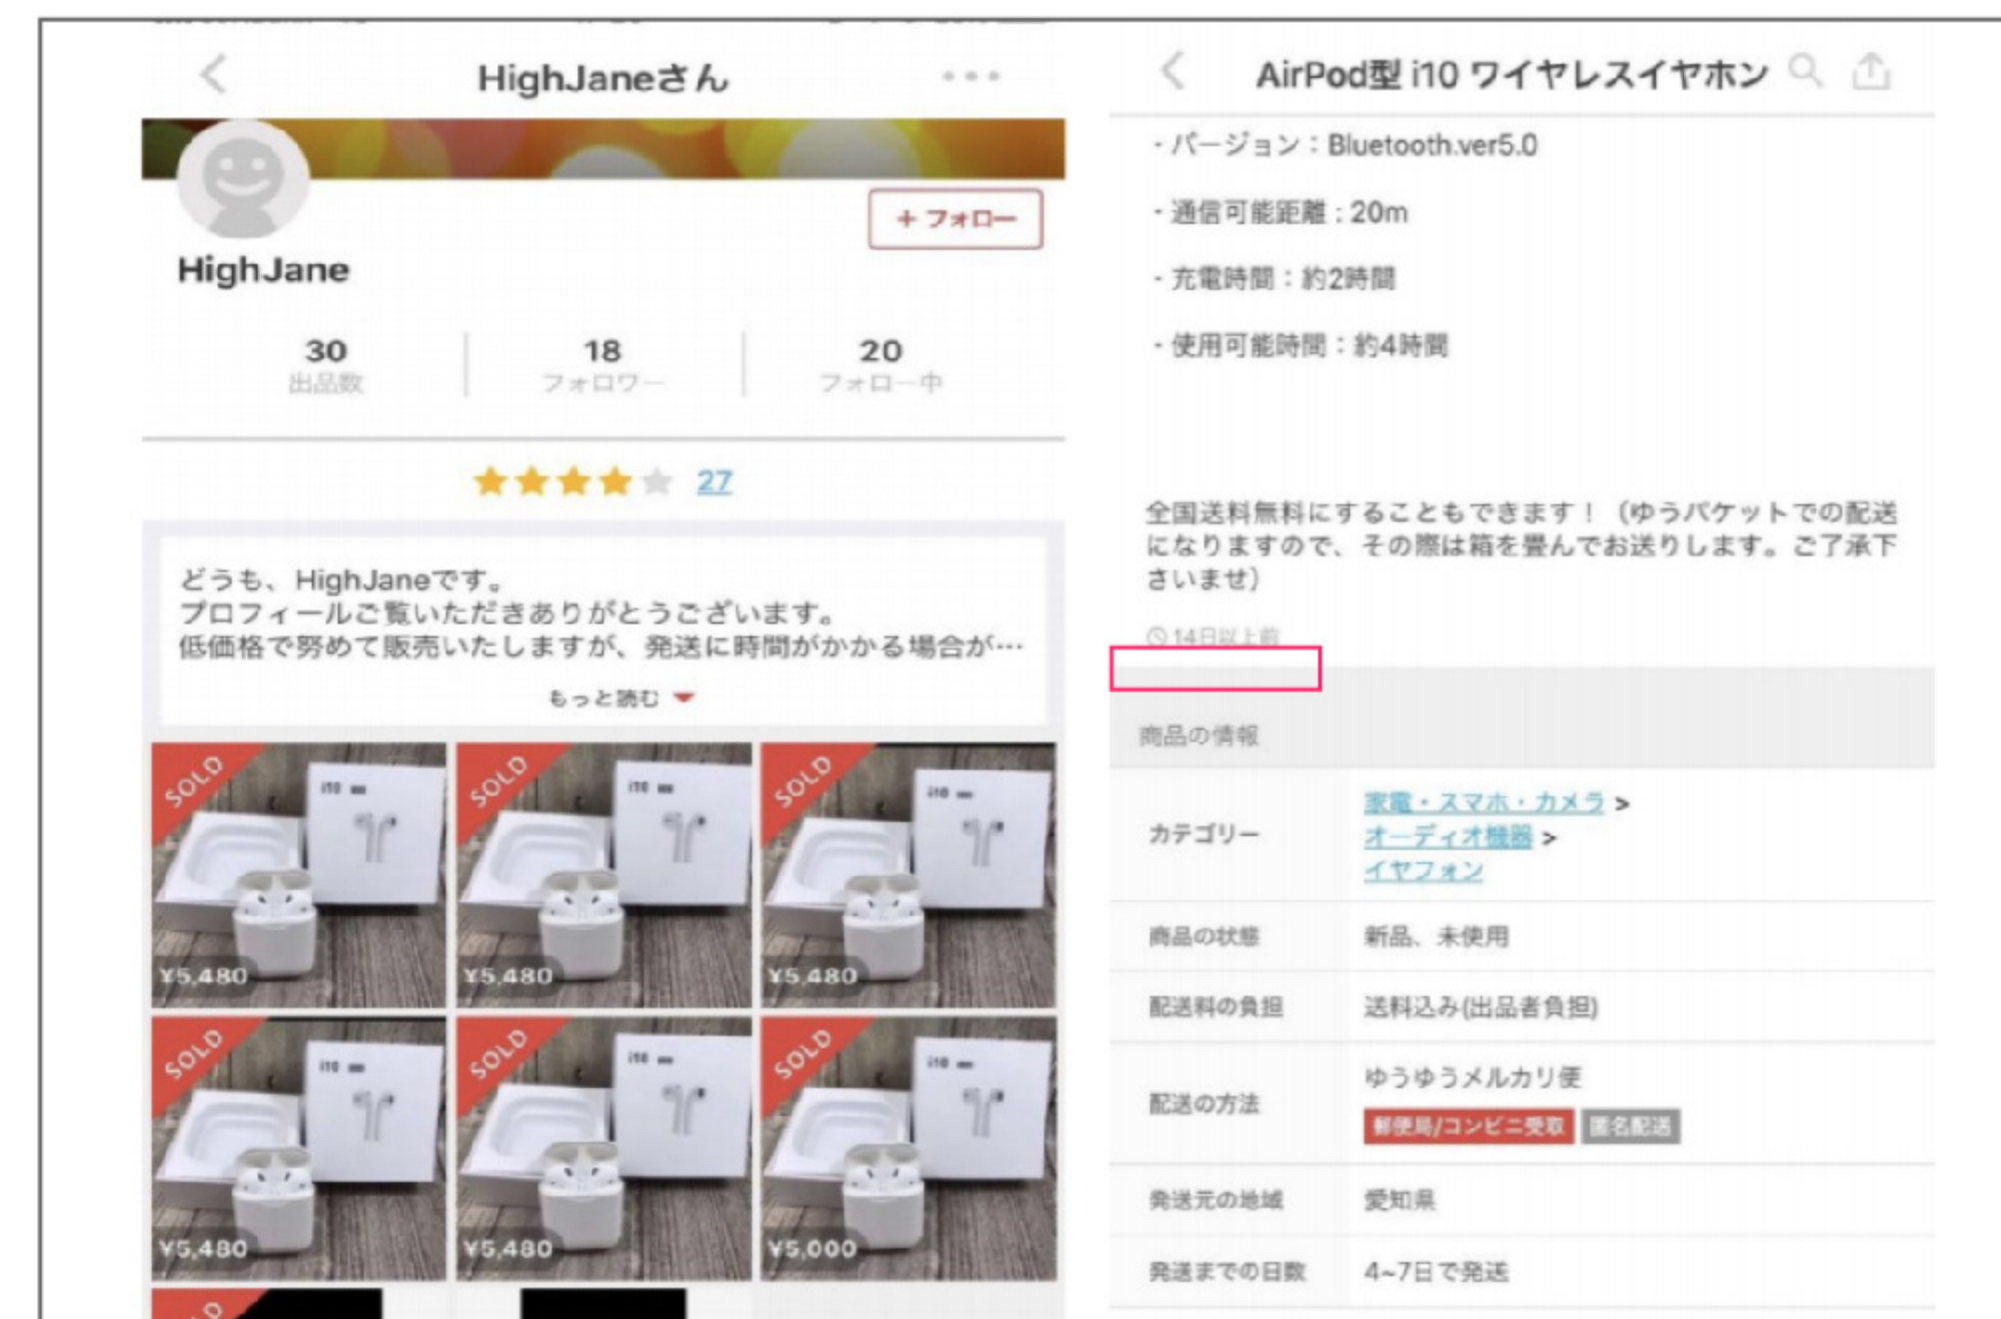 HighJaneさん
+ フォロー
HighJane
30
出品数
18
フォロワー
20
フォロー中
27
どうも、HighJaneです。
プロフィールご覧いただきありがとうございます。
低価格で努めて販売いたしますが、発送に時間がかかる場合が…
もっと読む
SOLD
i10
¥5,480
SOLD
i10
¥5,480
SOLD
i10
¥5,480
SOLD
i10
¥5,480
SOLD
i10
¥5,480
SOLD
i10
¥5,000
AirPod型 i10 ワイヤレスイヤホン
- バージョン：Bluetooth.ver5.0
- 通信可能距離 : 20m
- 充電時間：約2時間
- 使用可能時間：約4時間
全国送料無料にすることもできます！（ゆうパケットでの配送
になりますので、その際は箱を畳んでお送りします。ご了承下
さいませ）
14日以上前
商品の情報
カテゴリー
家電・スマホ・カメラ >
オーディオ機器 >
イヤフォン
商品の状態
新品、未使用
配送料の負担
送料込み(出品者負担)
配送の方法
ゆうゆうメルカリ便
郵便局/コンビニ受取 匿名配送
発送元の地域
愛知県
発送までの日数
4~7日で発送